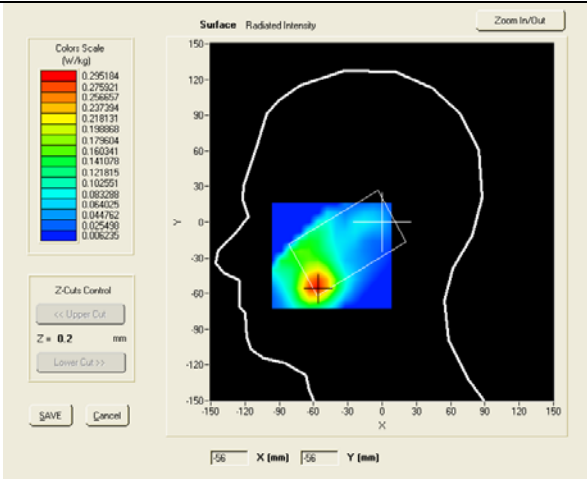 Surface Radiated Intensity
Zoom In/Out
Colors Scale
(W/kg)
0.295184
0.275921
0.256657
0.237394
0.218131
0.198868
0.179604
0.160341
0.141078
0.121815
0.102551
0.083288
0.064025
0.044762
0.025498
0.006235
Z-Cuts Control
<< Upper Cut
Z = 0.2 mm
Lower Cut >>
SAVE Cancel
150
120
90
60
30
0
-30
-60
-90
-120
-150
Y
-150 -120 -90 -60 -30 0 30 60 90 120 150
X
-56 X (mm) -56 Y (mm)